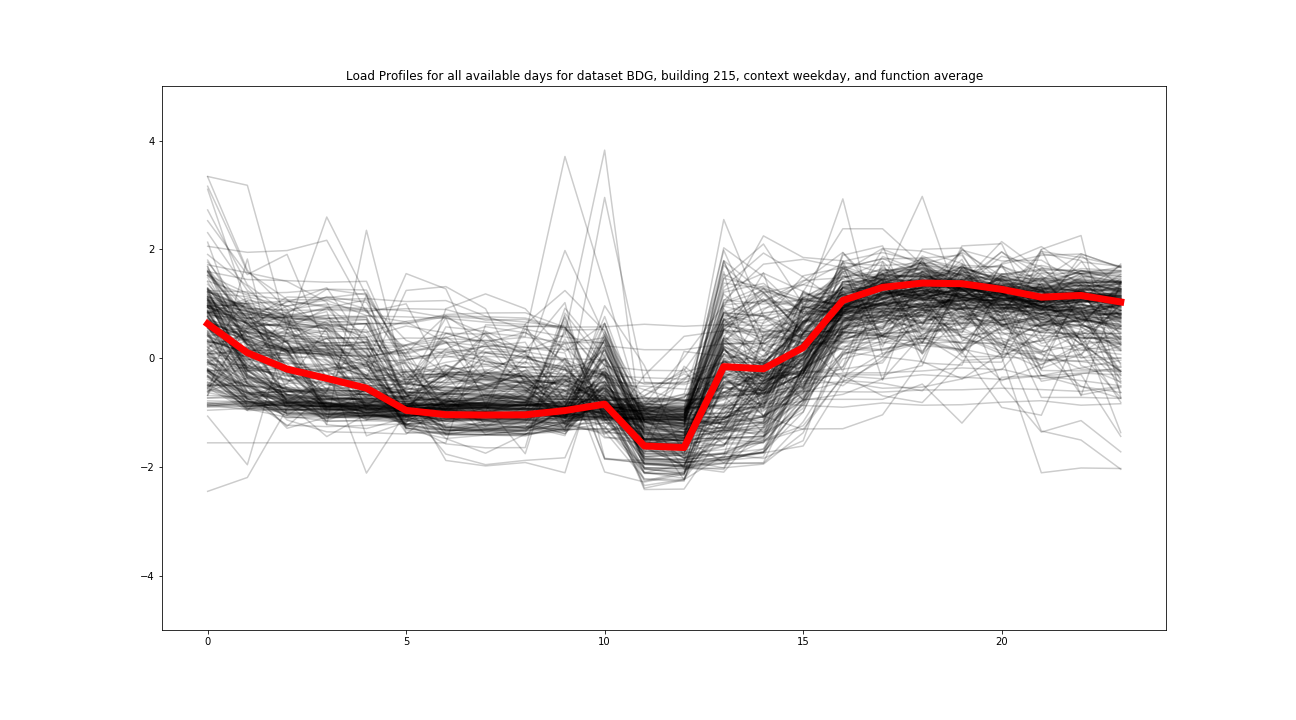 Load Profiles for all available days for dataset BDG, building 215, context weekday, and function average
4
2
0
−2
−4
0 5 10 15 20